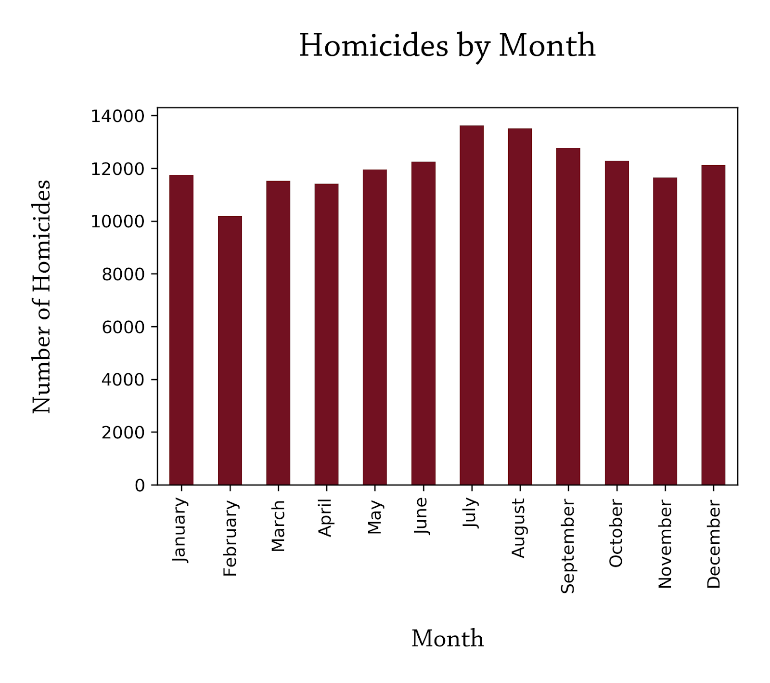 Homicides by Month
Number of Homicides
14000
12000
10000
8000
6000
4000
2000
0
January
February
March
April
May
June
July
August
September
October
November
December
Month